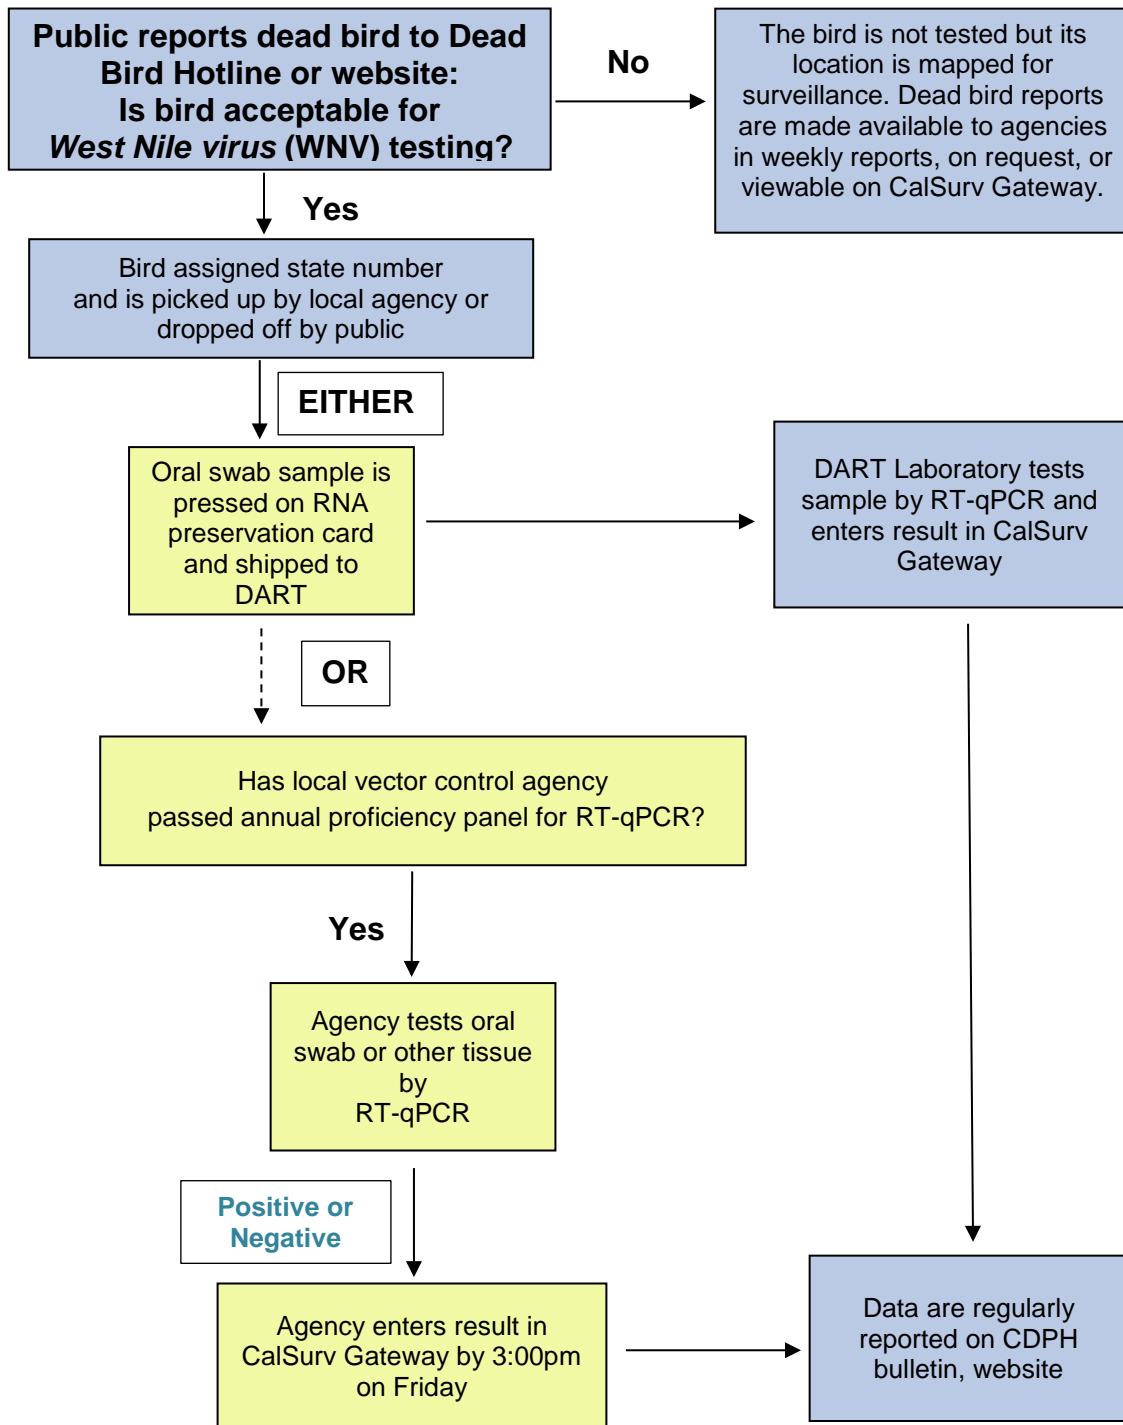 Public reports dead bird to Dead
Bird Hotline or website:
Is bird acceptable for
West Nile virus (WNV) testing?
No
The bird is not tested but its
location is mapped for
surveillance. Dead bird reports
are made available to agencies
in weekly reports, on request, or
viewable on CalSurv Gateway.
Yes
Bird assigned state number
and is picked up by local agency or
dropped off by public
EITHER
Oral swab sample is
pressed on RNA
preservation card
and shipped to
DART
DART Laboratory tests
sample by RT-qPCR and
enters result in CalSurv
Gateway
OR
Has local vector control agency
passed annual proficiency panel for RT-qPCR?
Yes
Agency tests oral
swab or other tissue
by
RT-qPCR
Positive or
Negative
Agency enters result in
CalSurv Gateway by 3:00pm
on Friday
Data are regularly
reported on CDPH
bulletin, website